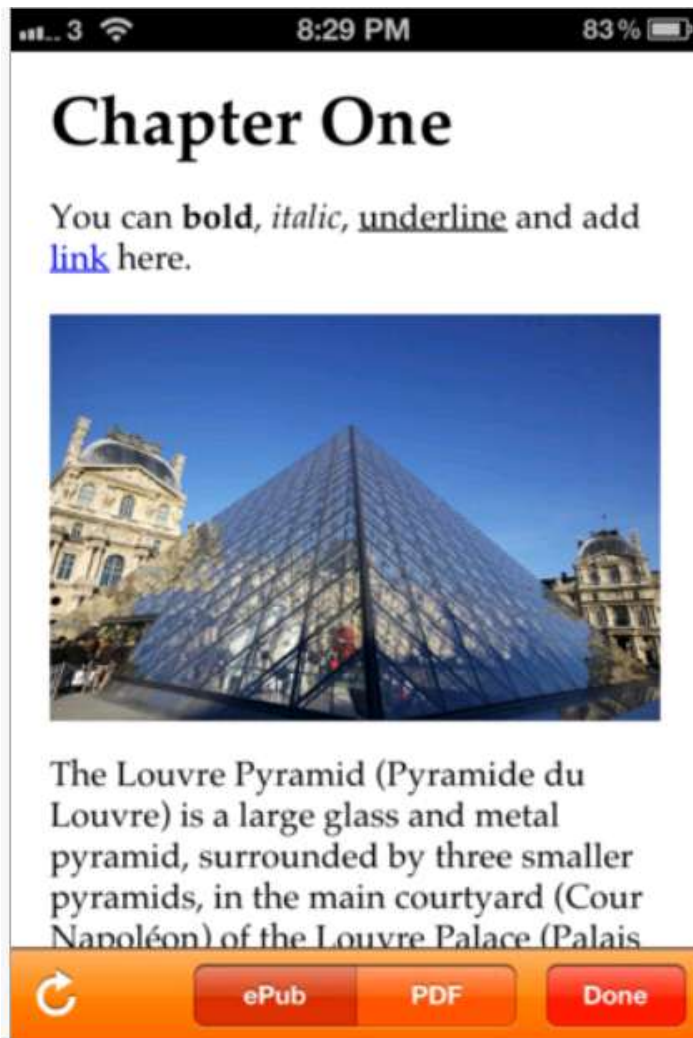 3 8:29 PM 83%
Chapter One
You can bold, italic, underline and add
link here.
The Louvre Pyramid (Pyramide du
Louvre) is a large glass and metal
pyramid, surrounded by three smaller
pyramids, in the main courtyard (Cour
Napoléon) of the Louvre Palace (Palais
ePub PDF Done